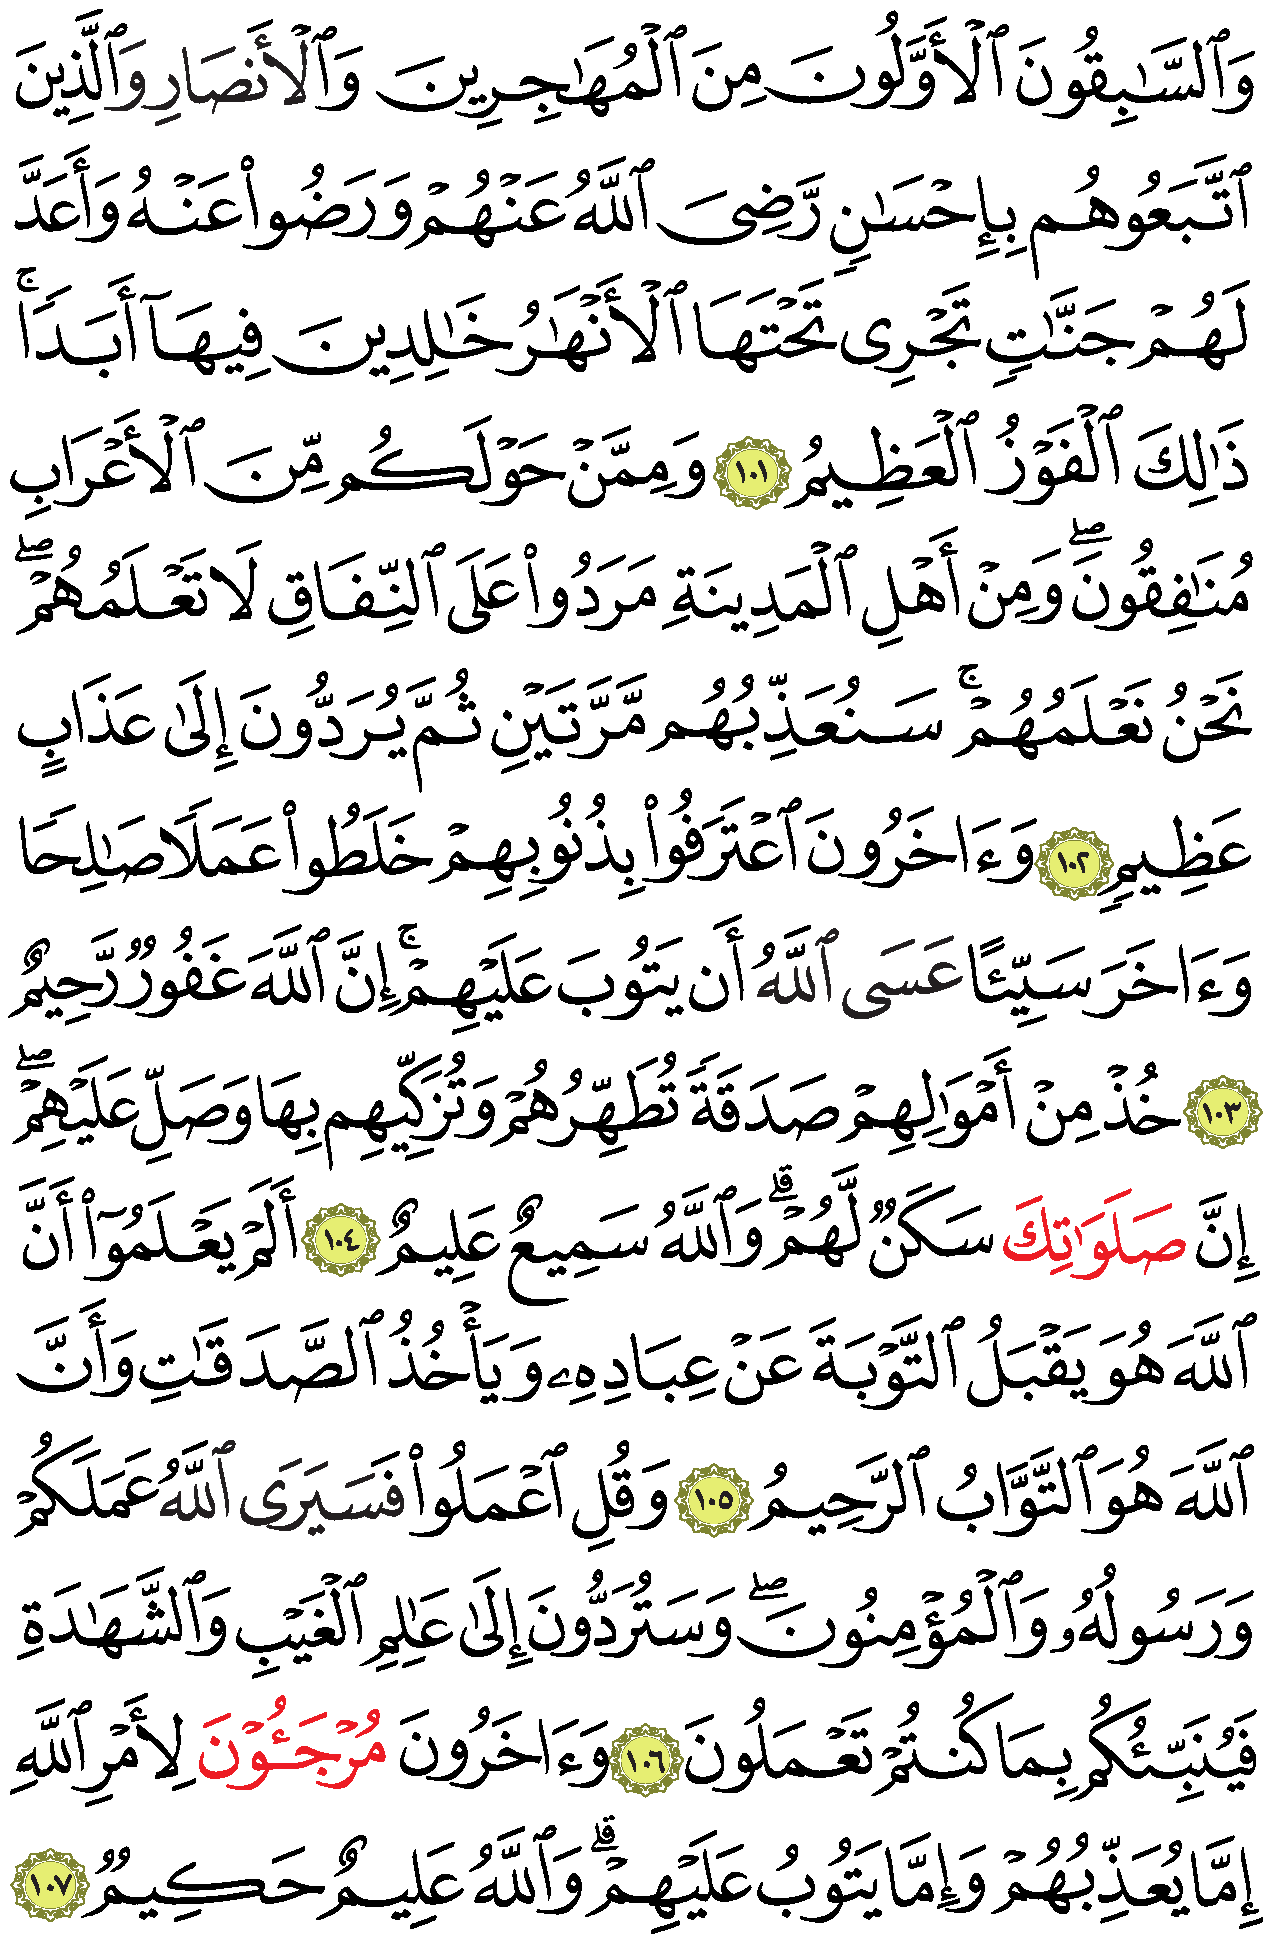 وَٱلسَّٰبِقُونَ ٱلْأَوَّلُونَ مِنَ ٱلْمُهَٰجِرِينَ وَٱلْأَنصَارِ وَٱلَّذِينَ
ٱتَّبَعُوهُم بِإِحْسَٰنٍ رَّضِىَ ٱللَّهُ عَنْهُمْ وَرَضُوا۟ عَنْهُ وَأَعَدَّ
لَهُمْ جَنَّٰتٍ تَجْرِى تَحْتَهَا ٱلْأَنْهَٰرُ خَٰلِدِينَ فِيهَآ أَبَدًا ۚ
ذَٰلِكَ ٱلْفَوْزُ ٱلْعَظِيمُ ١٠١ وَمِمَّنْ حَوْلَكُم مِّنَ ٱلْأَعْرَابِ
مُنَٰفِقُونَ ۖ وَمِنْ أَهْلِ ٱلْمَدِينَةِ مَرَدُوا۟ عَلَى ٱلنِّفَاقِ لَا تَعْلَمُهُمْ ۖ
نَحْنُ نَعْلَمُهُمْ ۚ سَنُعَذِّبُهُم مَّرَّتَيْنِ ثُمَّ يُرَدُّونَ إِلَىٰ عَذَابٍ
عَظِيمٍ ١٠٢ وَءَاخَرُونَ ٱعْتَرَفُوا۟ بِذُنُوبِهِمْ خَلَطُوا۟ عَمَلًا صَٰلِحًا
وَءَاخَرَ سَيِّئًا عَسَى ٱللَّهُ أَن يَتُوبَ عَلَيْهِمْ ۚ إِنَّ ٱللَّهَ غَفُورٌ رَّحِيمٌ
١٠٣ خُذْ مِنْ أَمْوَٰلِهِمْ صَدَقَةً تُطَهِّرُهُمْ وَتُزَكِّيهِم بِهَا وَصَلِّ عَلَيْهِمْ ۖ
إِنَّ صَلَوَٰتِكَ سَكَنٌ لَّهُمْ ۗ وَٱللَّهُ سَمِيعٌ عَلِيمٌ ١٠٤ أَلَمْ يَعْلَمُوٓا۟ أَنَّ
ٱللَّهَ هُوَ يَقْبَلُ ٱلتَّوْبَةَ عَنْ عِبَادِهِۦ وَيَأْخُذُ ٱلصَّدَقَٰتِ وَأَنَّ
ٱللَّهَ هُوَ ٱلتَّوَّابُ ٱلرَّحِيمُ ١٠٥ وَقُلِ ٱعْمَلُوا۟ فَسَيَرَى ٱللَّهُ عَمَلَكُمْ
وَرَسُولُهُۥ وَٱلْمُؤْمِنُونَ ۖ وَسَتُرَدُّونَ إِلَىٰ عَٰلِمِ ٱلْغَيْبِ وَٱلشَّهَٰدَةِ
فَيُنَبِّئُكُم بِمَا كُنتُمْ تَعْمَلُونَ ١٠٦ وَءَاخَرُونَ مُرْجَـُٔوْنَ لِأَمْرِ ٱللَّهِ
إِمَّا يُعَذِّبُهُمْ وَإِمَّا يَتُوبُ عَلَيْهِمْ ۗ وَٱللَّهُ عَلِيمٌ حَكِيمٌ ١٠٧